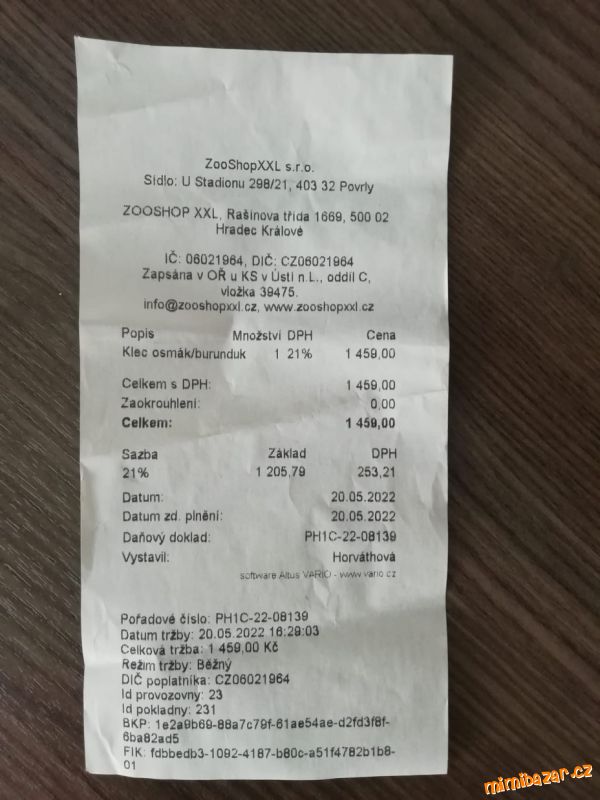 ZooShopXXL s.r.o.
Sídlo: U Stadionu 298/21, 403 32 Povrly
ZOOSHOP XXL, Rašínova třída 1669, 500 02
Hradec Králové
IČ: 06021964, DIČ: CZ06021964
Zapsána v OŘ u KS v Ústí n.L., oddíl C,
vložka 39475.
info@zooshopxxl.cz, www.zooshopxxl.cz
Popis Množství DPH Cena
Klec osmák/burunduk 1 21% 1 459,00
Celkem s DPH: 1 459,00
Zaokrouhlení: 0,00
Celkem: 1 459,00
Sazba Základ DPH
21% 1 205,79 253,21
Datum: 20.05.2022
Datum zd. plnění: 20.05.2022
Daňový doklad: PH1C-22-08139
Vystavil: Horváthová
software Altus VARIO - www.vario.cz
Pořadové číslo: PH1C-22-08139
Datum tržby: 20.05.2022 16:29:03
Celková tržba: 1 459,00 Kč
Režim tržby: Běžný
DIČ poplatníka: CZ06021964
Id provozovny: 23
Id pokladny: 231
BKP: 1e2a9b69-88a7c79f-61ae54ae-d2fd3f8f-
6ba82ad5
FIK: fdbbedb3-1092-4187-b80c-a51f4782b1b8-
01
mimibazar.cz